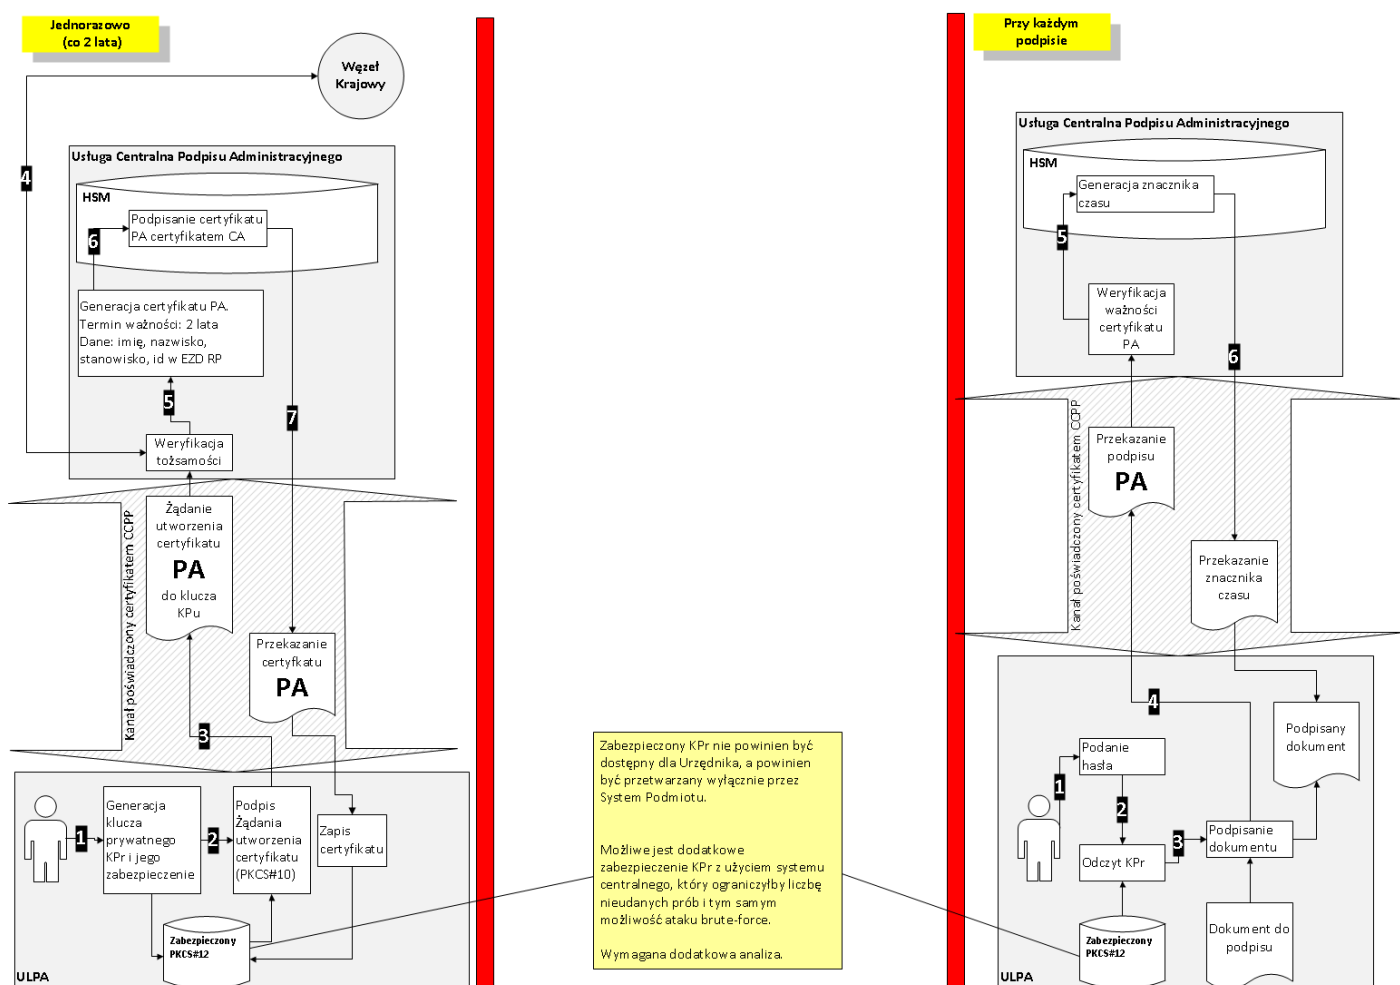 Jednorazowo
(co 2 lata)
Węzeł
Krajowy
4
Usługa Centralna Podpisu Administracyjnego
HSM
Podpisanie certyfikatu
PA certyfikatem CA
6
Generacja certyfikatu PA.
Termin ważności: 2 lata
Dane: imię, nazwisko,
stanowisko, id w EZD RP
5
7
Weryfikacja
tożsamości
Żądanie
utworzenia
certyfikatu
PA
do klucza
KPu
Kanał poświadczony certyfikatem CCPP
Przekazanie
certyfkatu
PA
3
1
Generacja
klucza
prywatnego
KPr i jego
zabezpieczenie
2
Podpis
Żądania
utworzenia
certyfikatu
(PKCS#10)
Zapis
certyfikatu
Zabezpieczony
PKCS#12
ULPA
Zabezpieczony KPr nie powinien być
dostępny dla Urzędnika, a powinien
być przetwarzany wyłącznie przez
System Podmiotu.
Możliwe jest dodatkowe
zabezpieczenie KPr z użyciem systemu
centralnego, który ograniczyłby liczbę
nieudanych prób i tym samym
możliwość ataku brute-force.
Wymagana dodatkowa analiza.
Przy każdym
podpisie
Usługa Centralna Podpisu Administracyjnego
HSM
Generacja znacznika
czasu
5
Weryfikacja
ważności
certyfikatu
PA
6
Przekazanie
podpisu
PA
Kanał poświadczony certyfikatem CCPP
Przekazanie
znacznika
czasu
4
Podpisany
dokument
Podanie
hasła
1
2
3
Podpisanie
dokumentu
Odczyt KPr
Zabezpieczony
PKCS#12
Dokument do
podpisu
ULPA